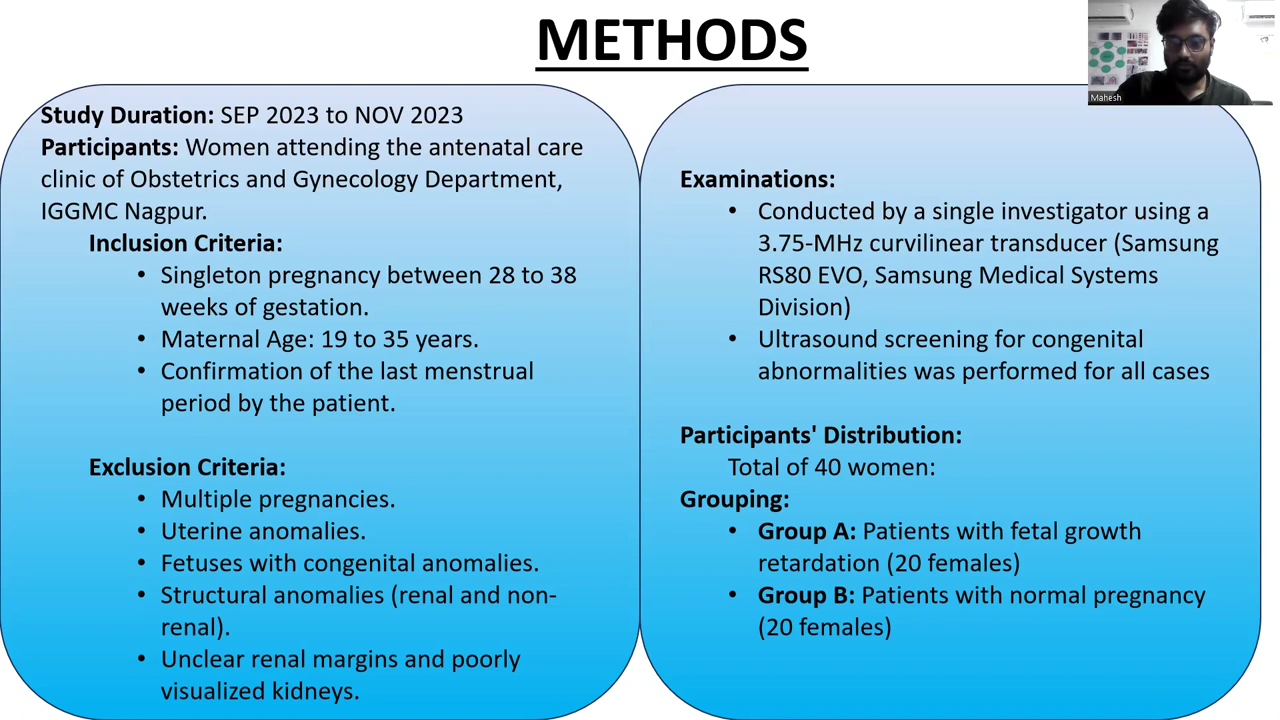 METHODS
Mahesh
Study Duration: SEP 2023 to NOV 2023
Participants: Women attending the antenatal care
clinic of Obstetrics and Gynecology Department,
IGGMC Nagpur.
Inclusion Criteria:
• Singleton pregnancy between 28 to 38
weeks of gestation.
• Maternal Age: 19 to 35 years.
• Confirmation of the last menstrual
period by the patient.
Exclusion Criteria:
• Multiple pregnancies.
• Uterine anomalies.
• Fetuses with congenital anomalies.
• Structural anomalies (renal and non-
renal).
• Unclear renal margins and poorly
visualized kidneys.
Examinations:
• Conducted by a single investigator using a
3.75-MHz curvilinear transducer (Samsung
RS80 EVO, Samsung Medical Systems
Division)
• Ultrasound screening for congenital
abnormalities was performed for all cases
Participants' Distribution:
Total of 40 women:
Grouping:
• Group A: Patients with fetal growth
retardation (20 females)
• Group B: Patients with normal pregnancy
(20 females)